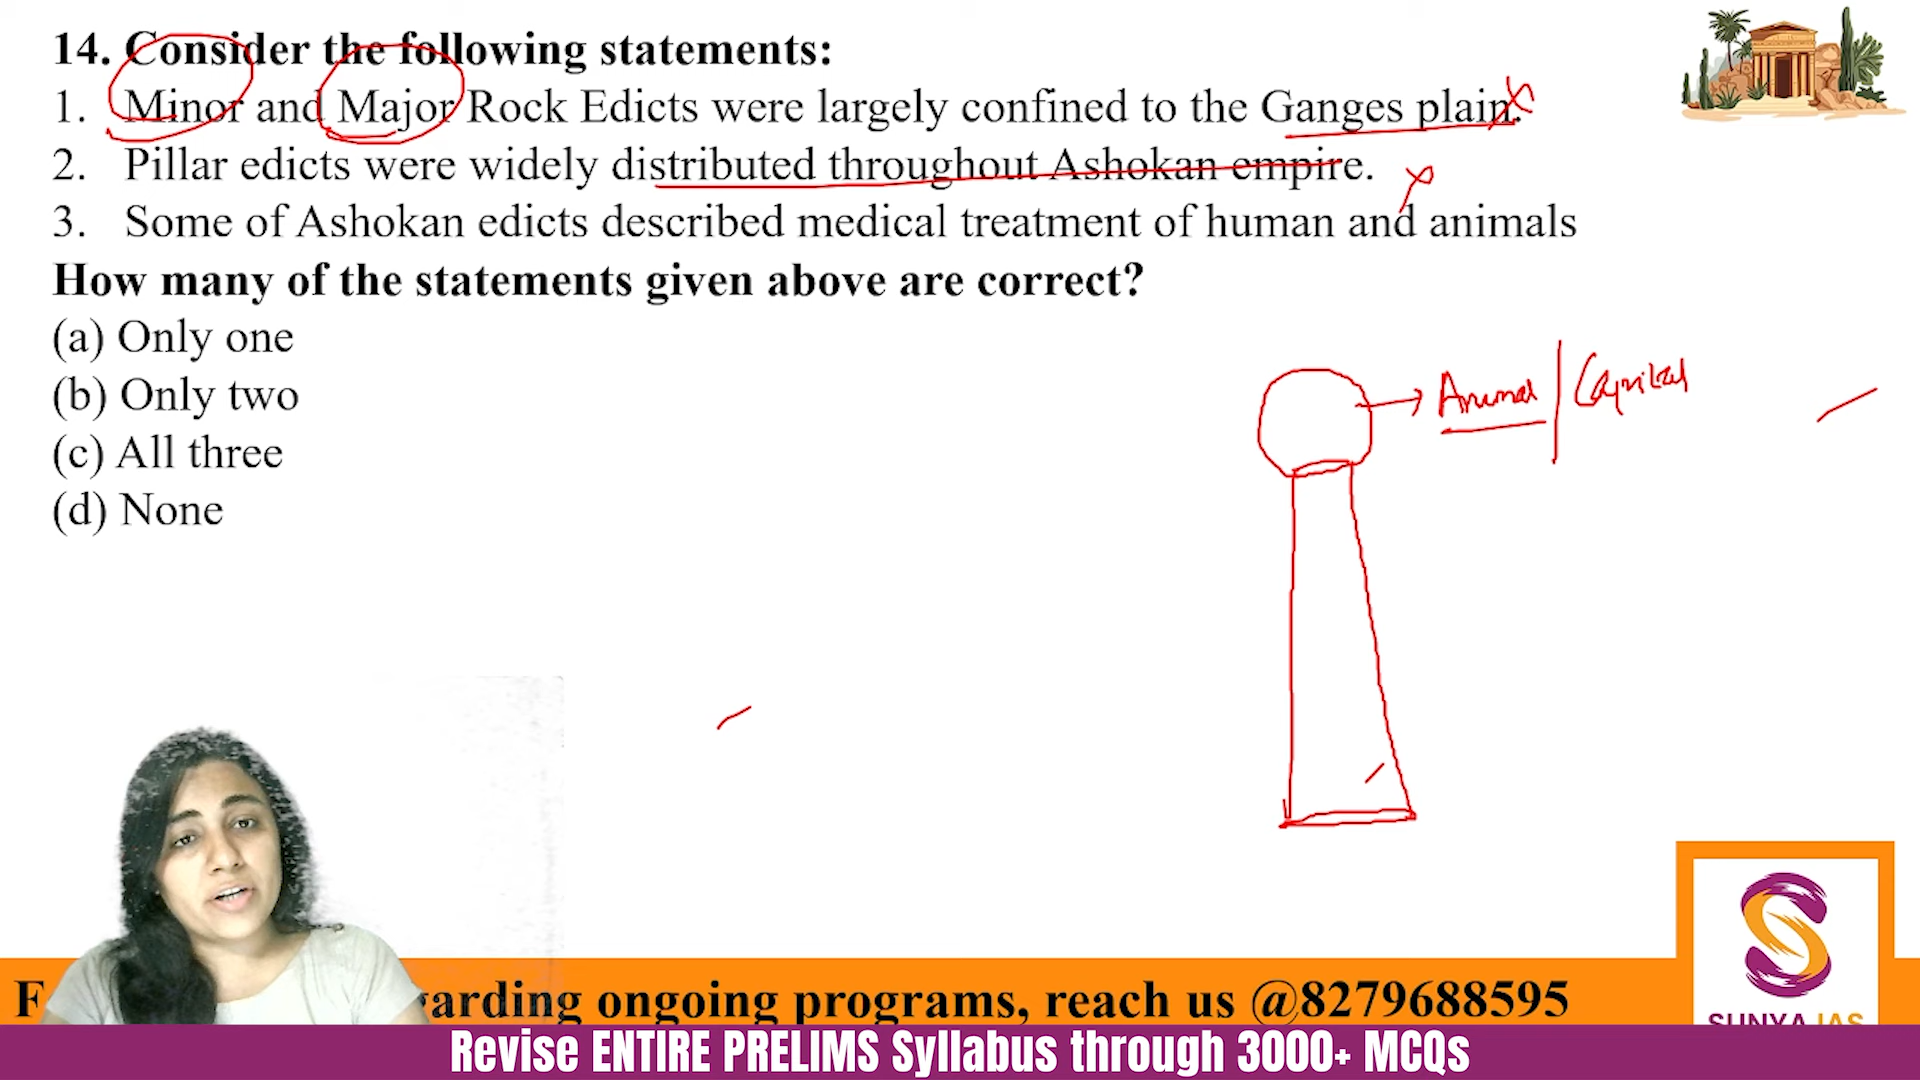 14. Consider the following statements:
1. Minor and Major Rock Edicts were largely confined to the Ganges plain.
2. Pillar edicts were widely distributed throughout Ashokan empire.
3. Some of Ashokan edicts described medical treatment of human and animals
How many of the statements given above are correct?
(a) Only one
(b) Only two
(c) All three
(d) None
Animal | Capital
F garding ongoing programs, reach us @8279688595
SUNYA IAS
Revise ENTIRE PRELIMS Syllabus through 3000+ MCQs